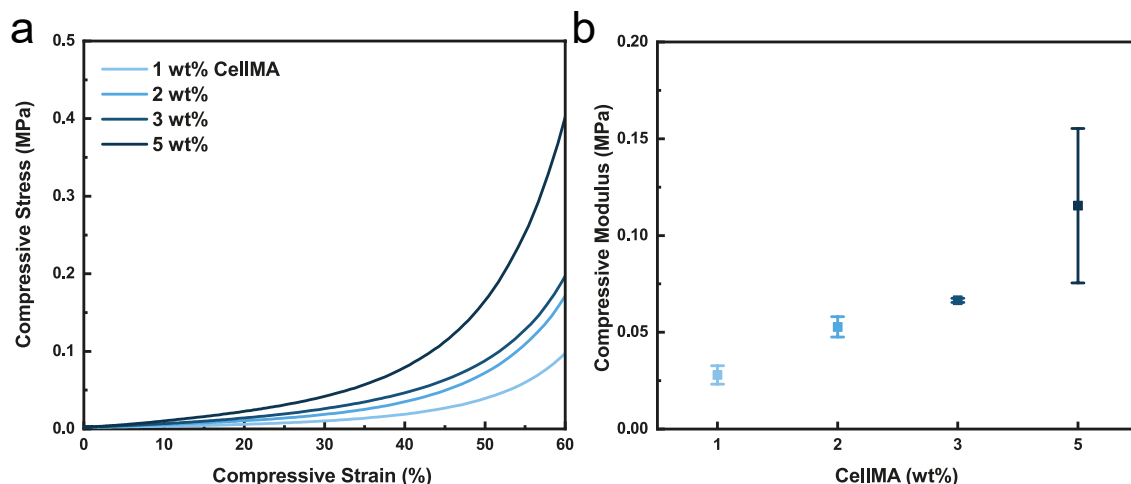 a
0.5
0.4
0.3
0.2
0.1
0.0
Compressive Stress (MPa)
1 wt% CellMA
2 wt%
3 wt%
5 wt%
0 10 20 30 40 50 60
Compressive Strain (%)
b
0.20
0.15
0.10
0.05
0.00
Compressive Modulus (MPa)
1 2 3 5
CellMA (wt%)